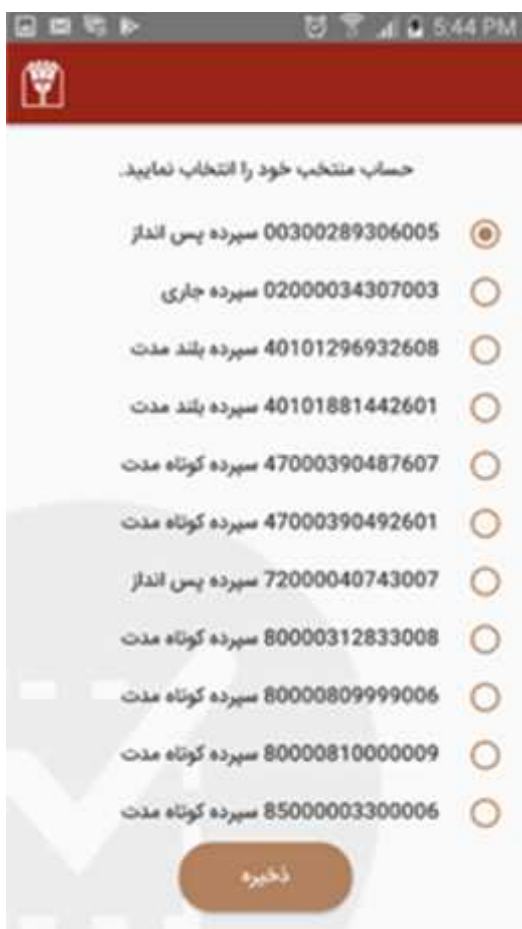 5:44 PM
حساب منتخب خود را انتخاب نمایید.
00300289306005 سپرده پس انداز
02000034307003 سپرده جاری
40101296932608 سپرده بلند مدت
40101881442601 سپرده بلند مدت
47000390487607 سپرده کوتاه مدت
47000390492601 سپرده کوتاه مدت
72000040743007 سپرده پس انداز
80000312833008 سپرده کوتاه مدت
80000809999006 سپرده کوتاه مدت
80000810000009 سپرده کوتاه مدت
85000003300006 سپرده کوتاه مدت
ذخیره